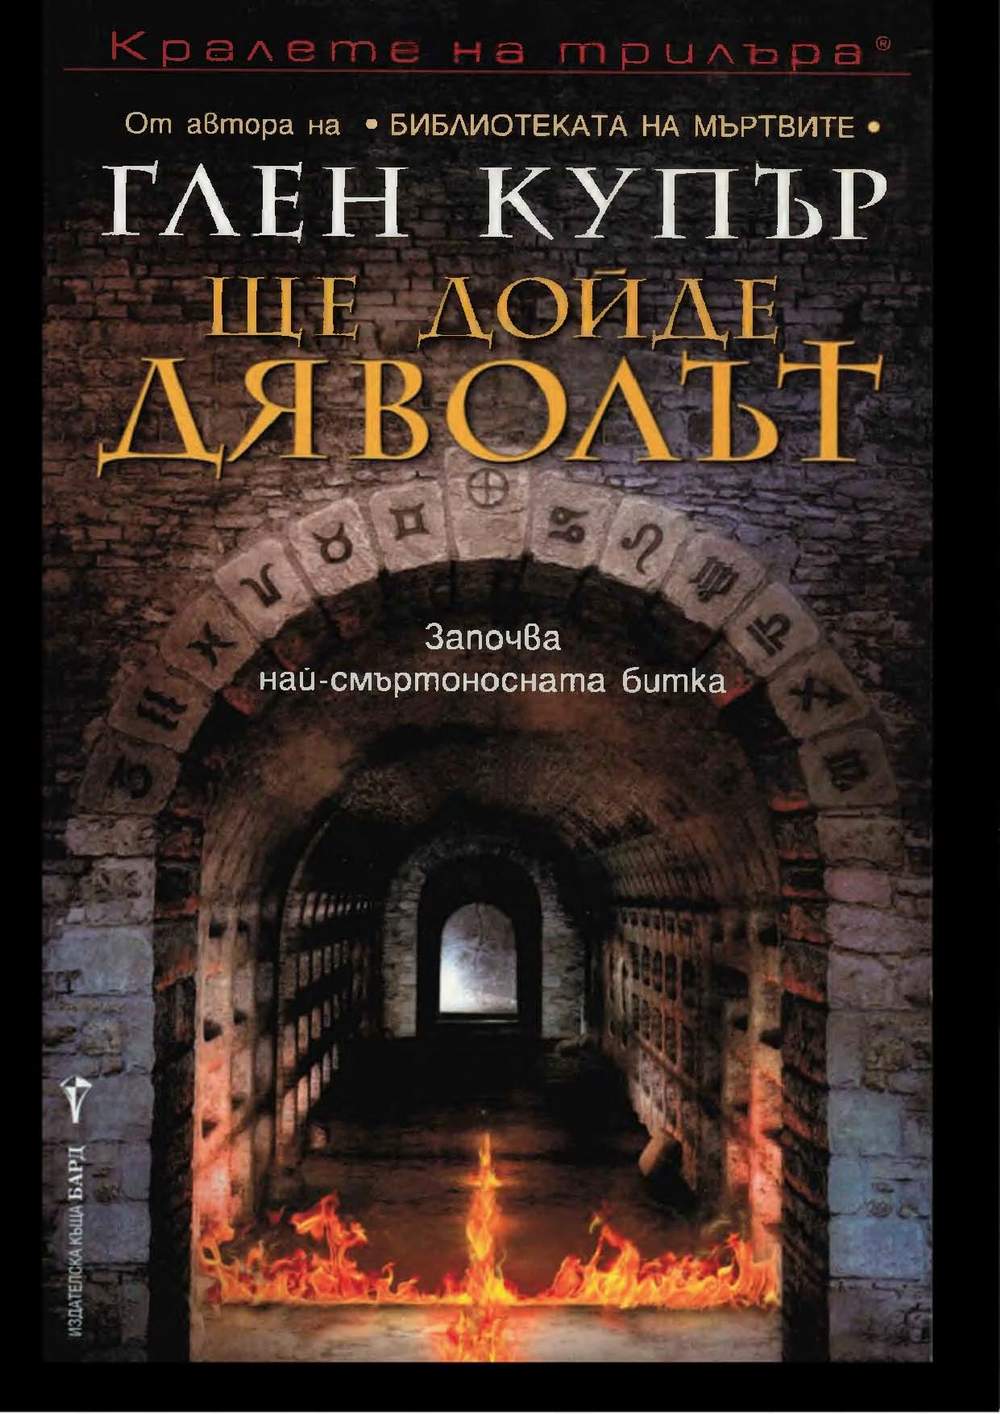 Кралете на трилъра®
От автора на • БИБЛИОТЕКАТА НА МЪРТВИТЕ •
ГЛЕН КУПЪР
ЩЕ ДОЙДЕ
ДЯВОЛЪТ
Започва
най-смъртоносната битка
ИЗДАТЕЛСКА КЪЩА БАРД